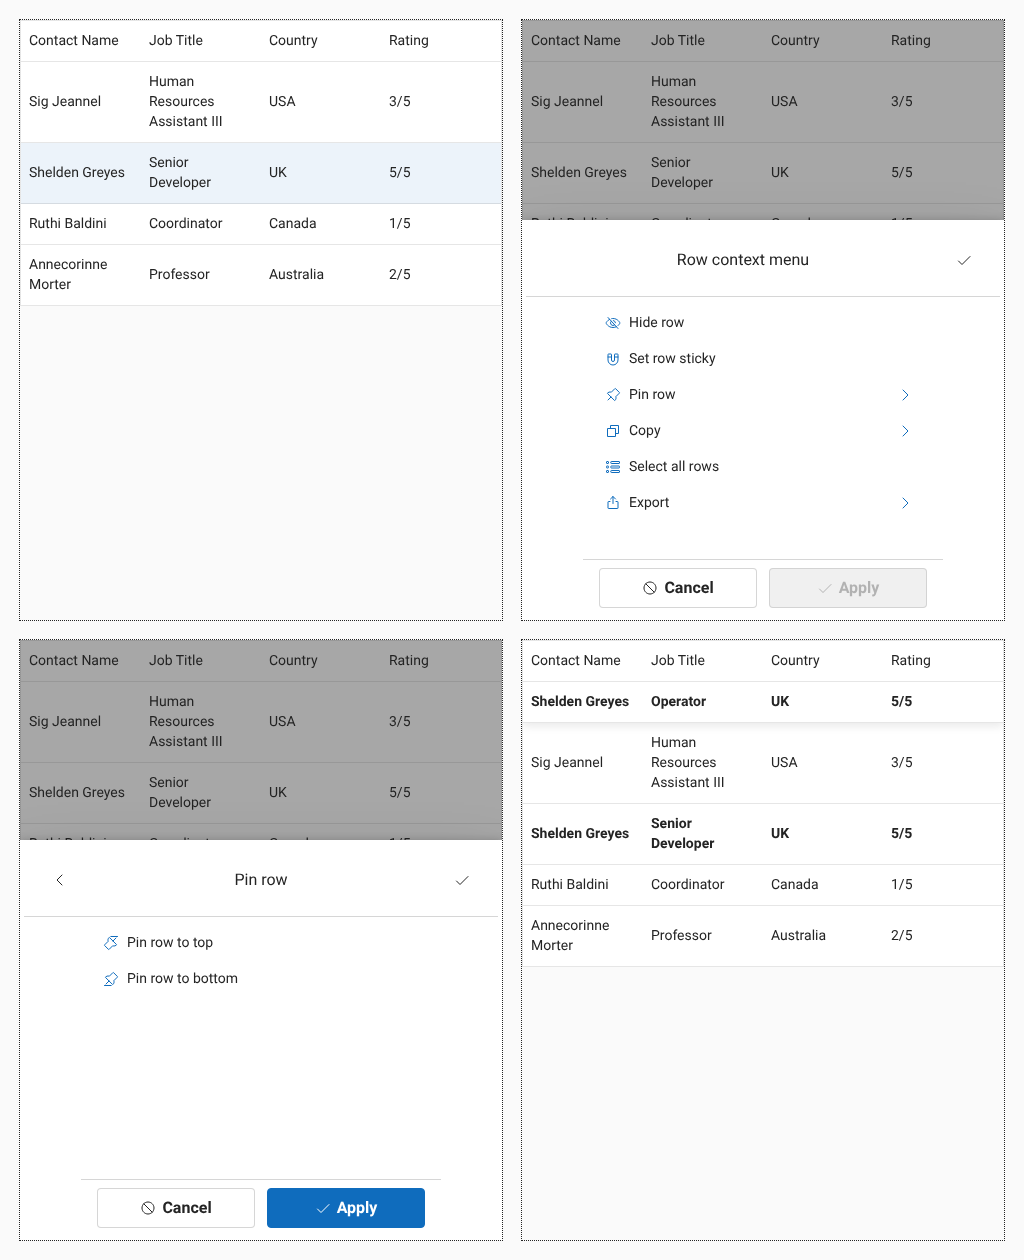 Contact Name Job Title Country Rating
Sig Jeannel Human Resources Assistant III USA 3/5
Shelden Greyes Senior Developer UK 5/5
Ruthi Baldini Coordinator Canada 1/5
Annecorinne Morter Professor Australia 2/5
Contact Name Job Title Country Rating
Sig Jeannel Human Resources Assistant III USA 3/5
Shelden Greyes Senior Developer UK 5/5
Row context menu
Hide row
Set row sticky
Pin row
Copy
Select all rows
Export
Cancel Apply
Contact Name Job Title Country Rating
Sig Jeannel Human Resources Assistant III USA 3/5
Shelden Greyes Senior Developer UK 5/5
Pin row
Pin row to top
Pin row to bottom
Cancel Apply
Contact Name Job Title Country Rating
Shelden Greyes Operator UK 5/5
Sig Jeannel Human Resources Assistant III USA 3/5
Shelden Greyes Senior Developer UK 5/5
Ruthi Baldini Coordinator Canada 1/5
Annecorinne Morter Professor Australia 2/5